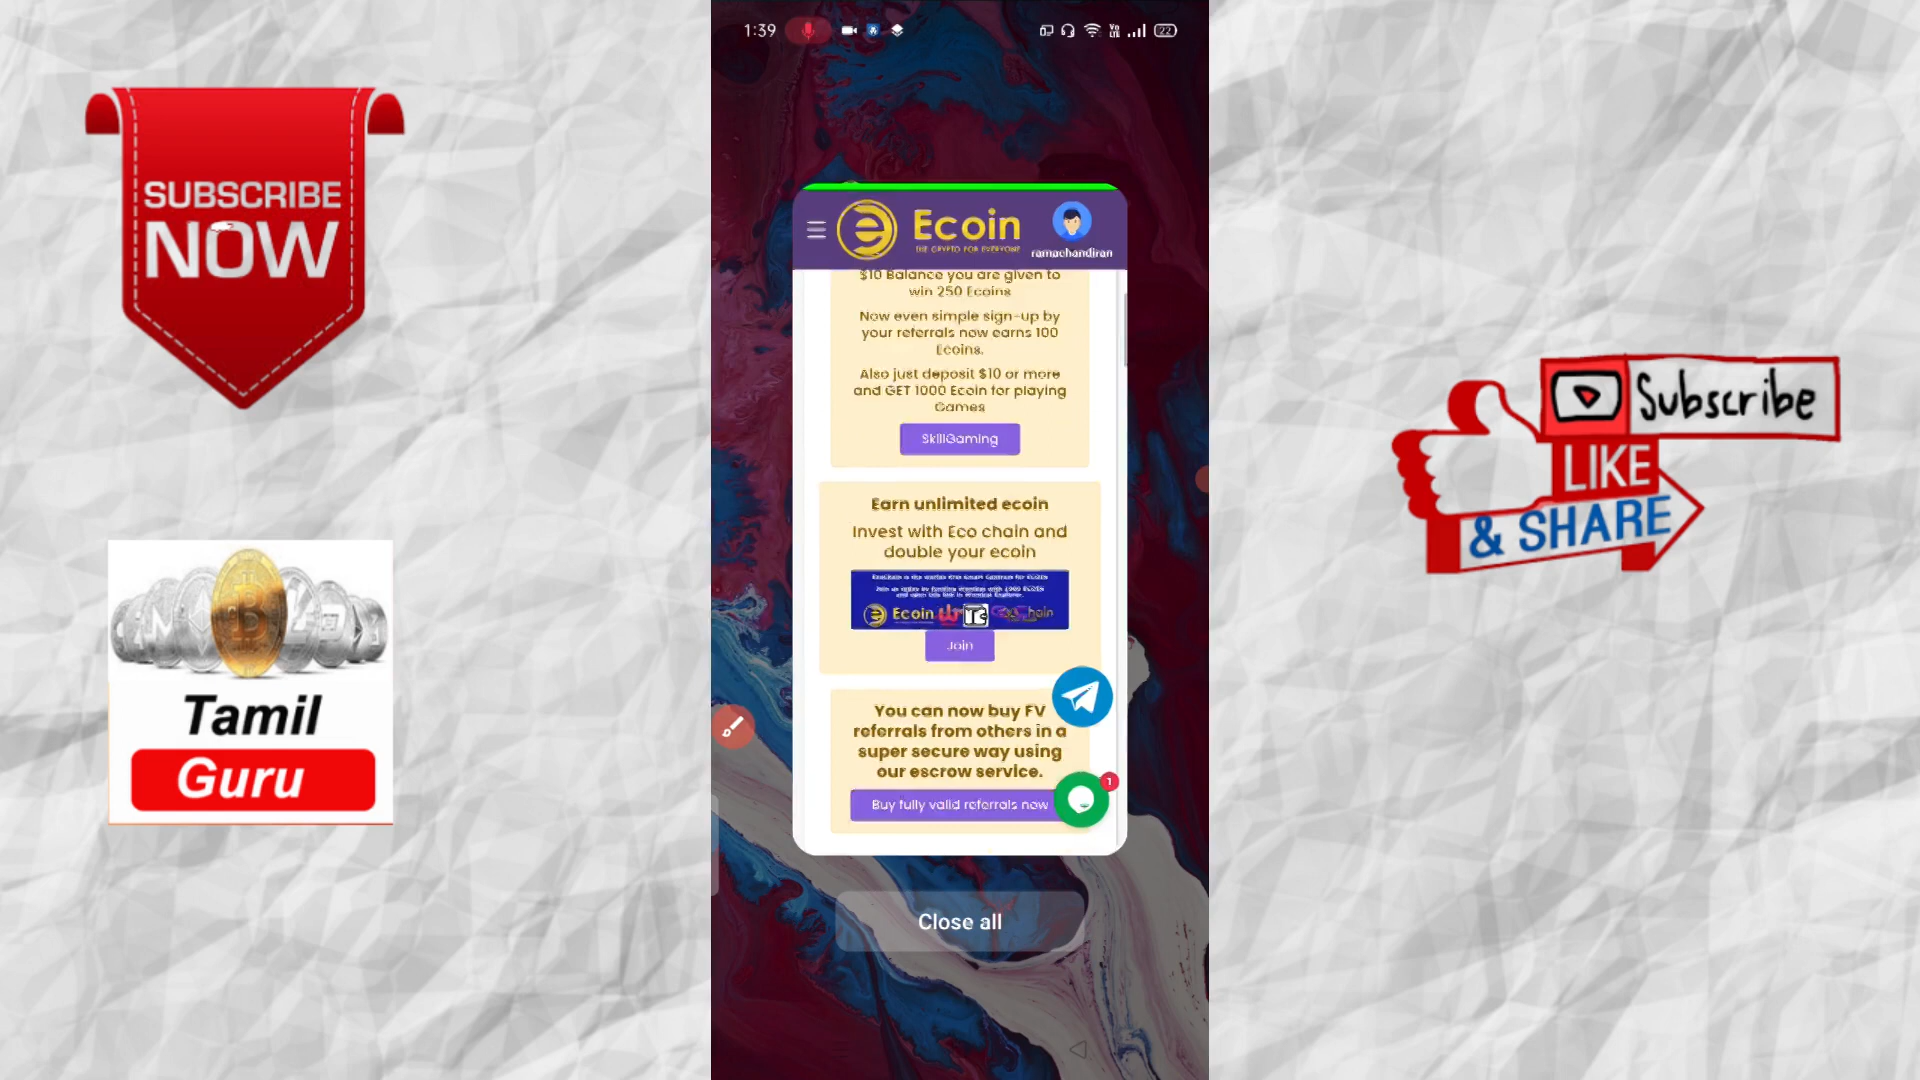 1:39
22
SUBSCRIBE
NOW
Tamil
Guru
Ecoin
THE CRYPTO FOR EVERYONE
ramachandiran
$10 Balance you are given to
win 250 Ecoins
Now even simple sign-up by
your referrals now earns 100
Ecoins.
Also just deposit $10 or more
and GET 1000 Ecoin for playing
Games
SkillGaming
Earn unlimited ecoin
Invest with Eco chain and
double your ecoin
Ecoin
Join
You can now buy FV
referrals from others in a
super secure way using
our escrow service.
Buy fully valid referrals now
1
Close all
Subscribe
LIKE
& SHARE